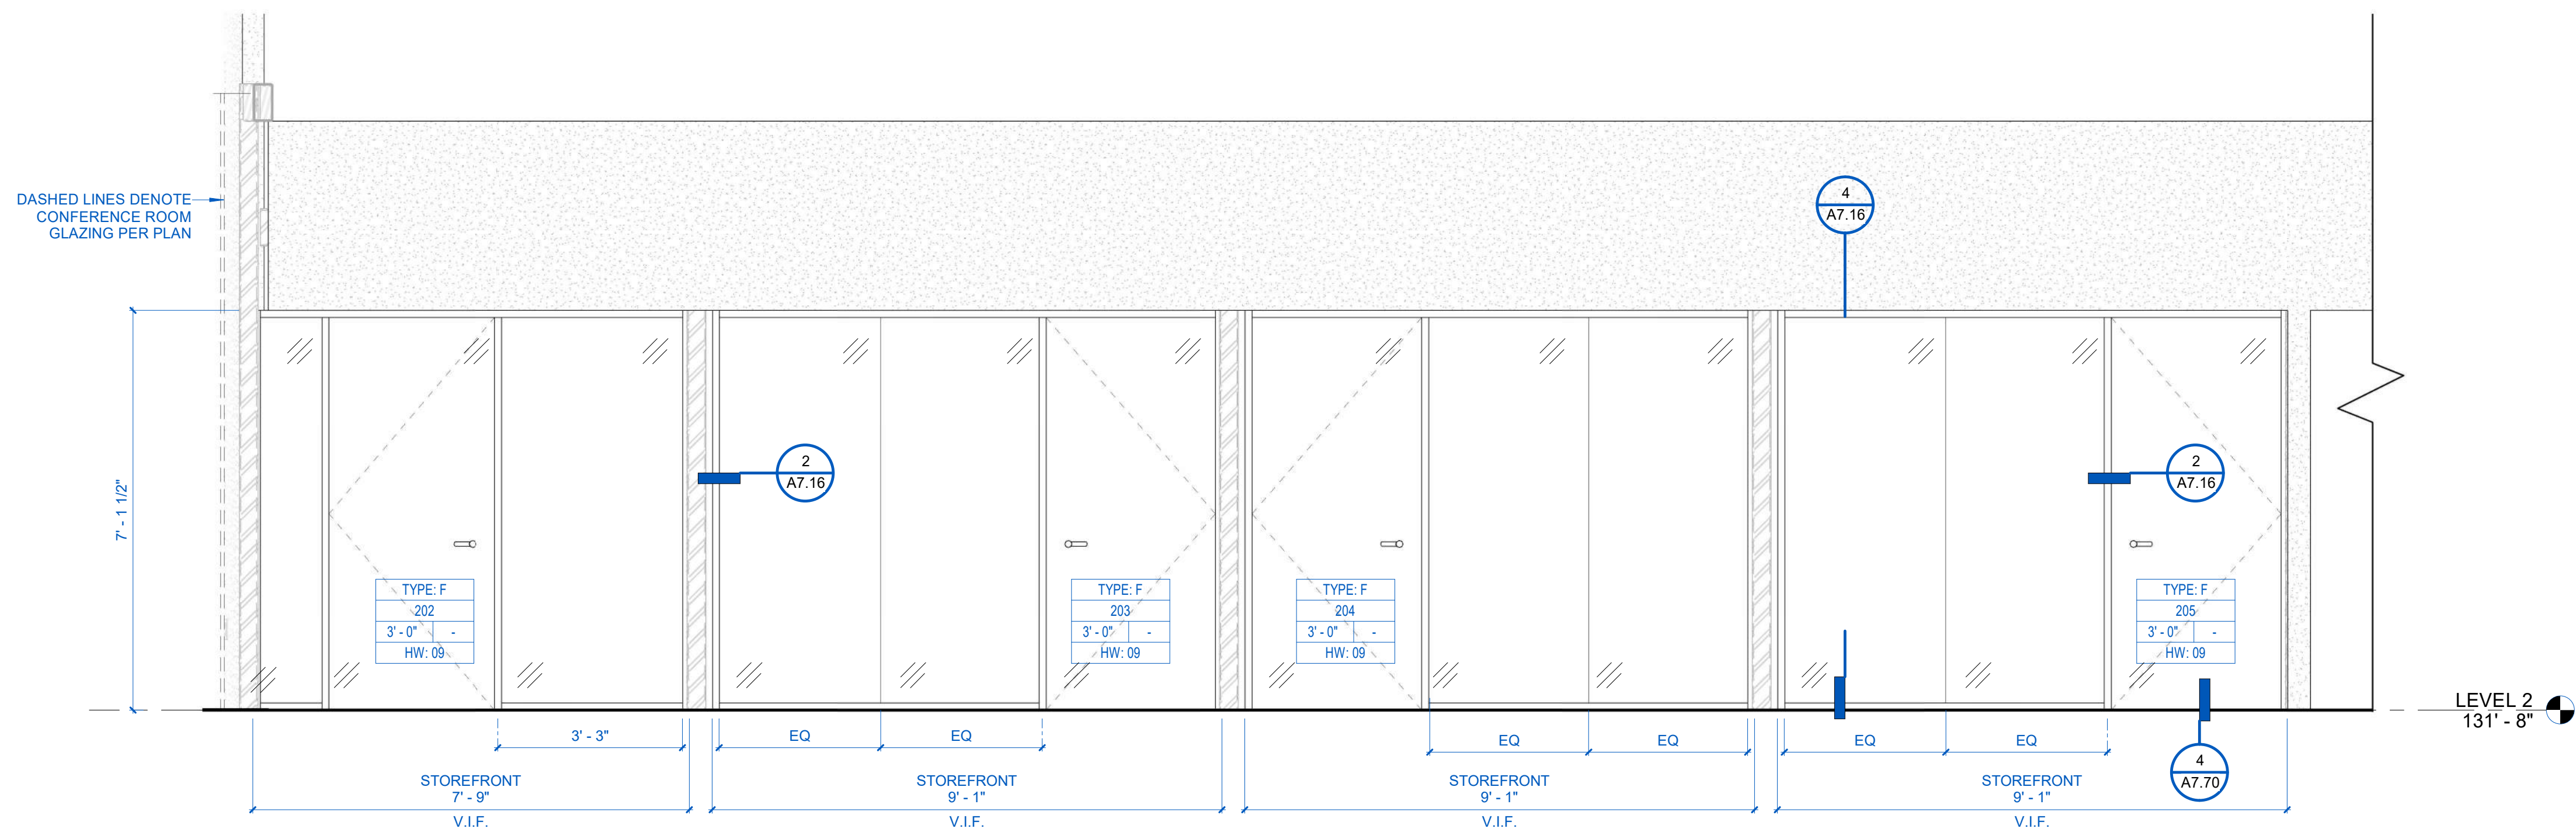 4
A7.16
DASHED LINES DENOTE
CONFERENCE ROOM
GLAZING PER PLAN
2
A7.16
2
A7.16
7' - 1 1/2"
TYPE: F
202
3' - 0" -
HW: 09
TYPE: F
203
3' - 0" -
HW: 09
TYPE: F
204
3' - 0" -
HW: 09
TYPE: F
205
3' - 0" -
HW: 09
LEVEL 2
131' - 8"
3' - 3"
EQ
EQ
EQ
EQ
EQ
EQ
4
A7.70
STOREFRONT
7' - 9"
V.I.F.
STOREFRONT
9' - 1"
V.I.F.
STOREFRONT
9' - 1"
V.I.F.
STOREFRONT
9' - 1"
V.I.F.